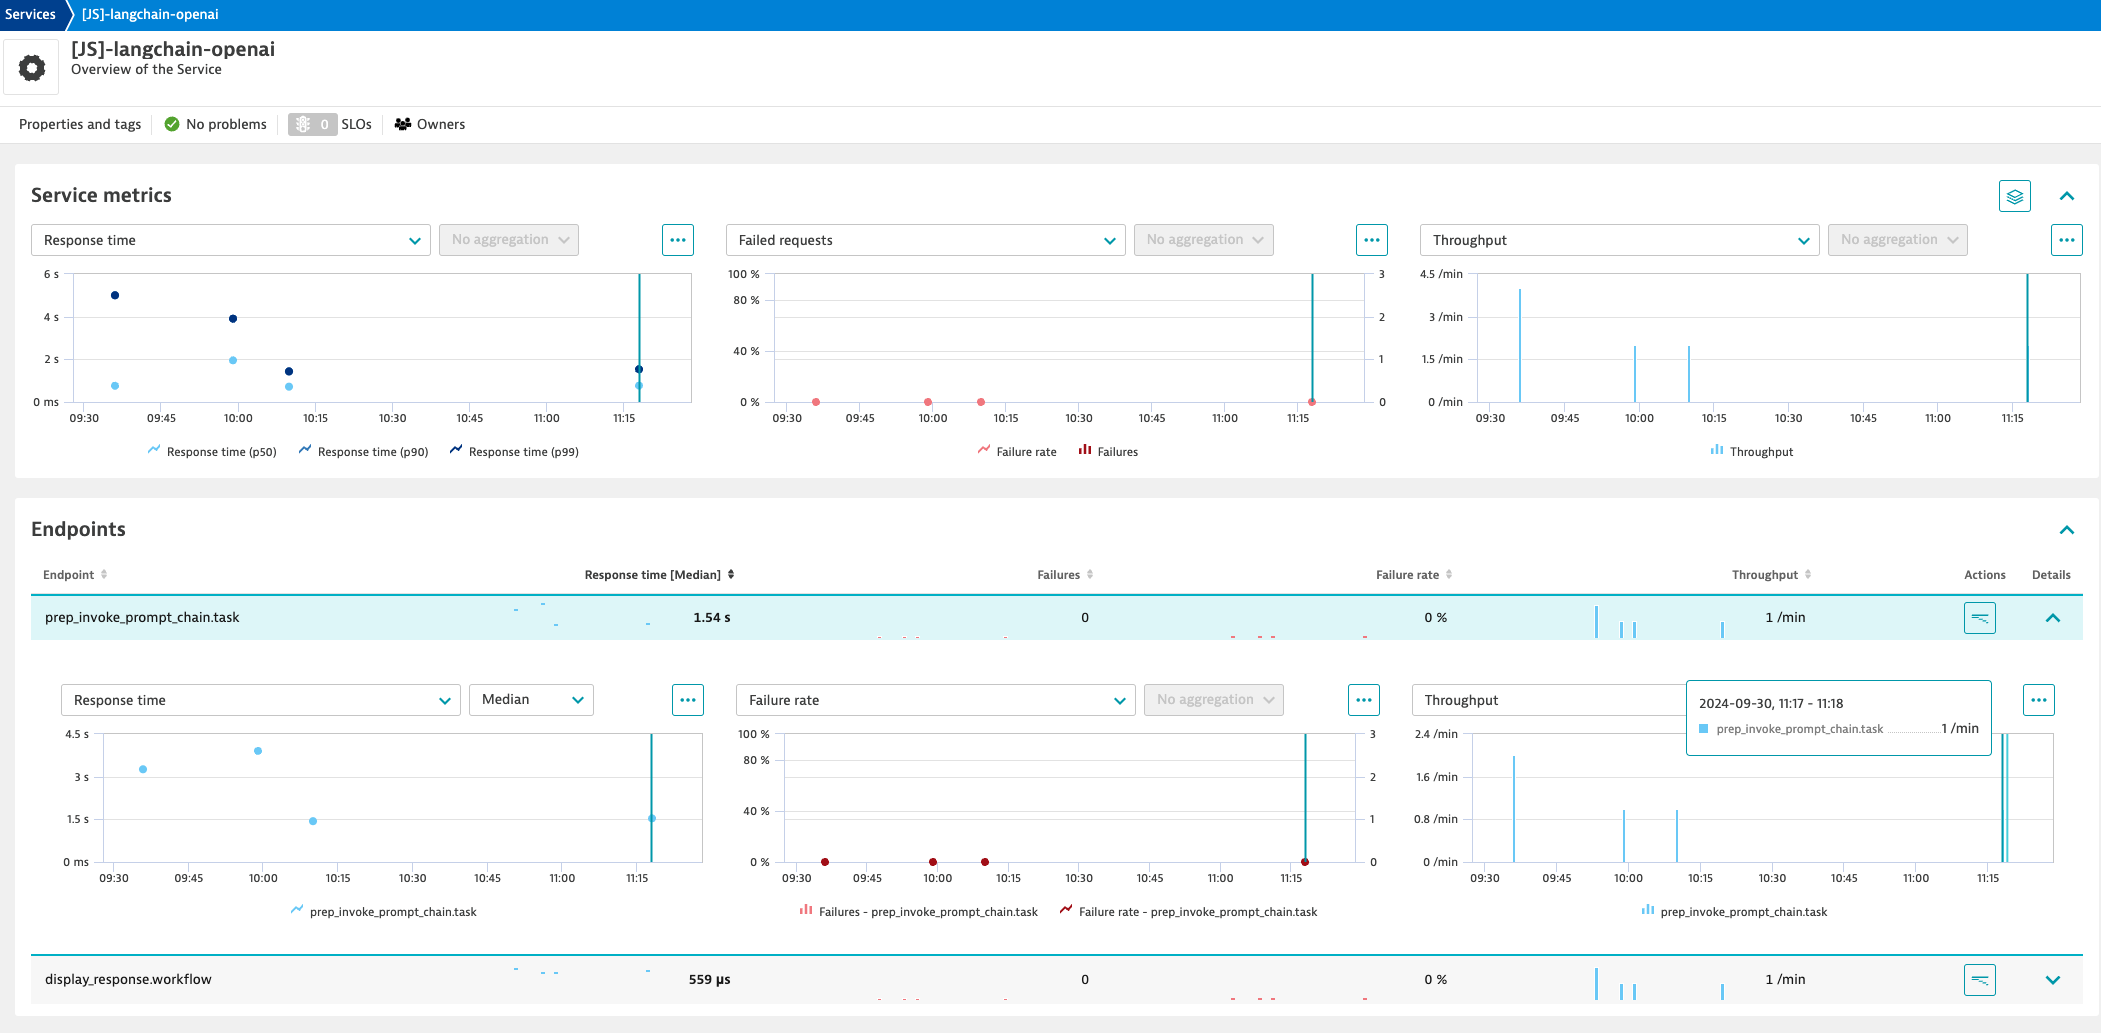 Services
[JS]-langchain-openai
[JS]-langchain-openai
Overview of the Service
Properties and tags
No problems
0 SLOs
Owners
Service metrics
Response time
No aggregation
Failed requests
No aggregation
Throughput
No aggregation
6 s
4 s
2 s
0 ms
09:30 09:45 10:00 10:15 10:30 10:45 11:00 11:15
Response time (p50) Response time (p90) Response time (p99)
100 %
80 %
40 %
0 %
3
2
1
0
09:30 09:45 10:00 10:15 10:30 10:45 11:00 11:15
Failure rate Failures
4.5 /min
3 /min
1.5 /min
0 /min
09:30 09:45 10:00 10:15 10:30 10:45 11:00 11:15
Throughput
Endpoints
Endpoint Response time [Median] Failures Failure rate Throughput Actions Details
prep_invoke_prompt_chain.task 1.54 s 0 0 % 1 /min
Response time
Median
Failure rate
No aggregation
Throughput
2024-09-30, 11:17 - 11:18
prep_invoke_prompt_chain.task 1 /min
4.5 s
3 s
1.5 s
0 ms
09:30 09:45 10:00 10:15 10:30 10:45 11:00 11:15
prep_invoke_prompt_chain.task
100 %
80 %
40 %
0 %
3
2
1
0
09:30 09:45 10:00 10:15 10:30 10:45 11:00 11:15
Failures - prep_invoke_prompt_chain.task Failure rate - prep_invoke_prompt_chain.task
2.4 /min
1.6 /min
0.8 /min
0 /min
09:30 09:45 10:00 10:15 10:30 10:45 11:00 11:15
prep_invoke_prompt_chain.task
display_response.workflow 559 µs 0 0 % 1 /min